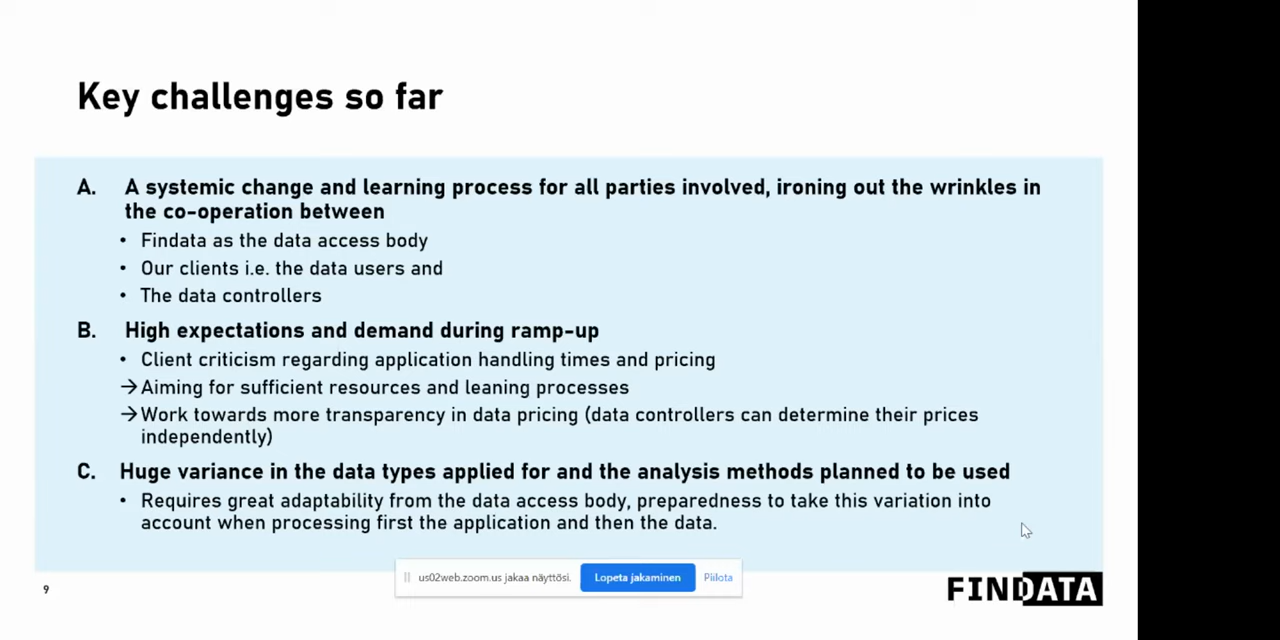 Key challenges so far
A. A systemic change and learning process for all parties involved, ironing out the wrinkles in
the co-operation between
• Findata as the data access body
• Our clients i.e. the data users and
• The data controllers
B. High expectations and demand during ramp-up
• Client criticism regarding application handling times and pricing
→ Aiming for sufficient resources and leaning processes
→ Work towards more transparency in data pricing (data controllers can determine their prices
independently)
C. Huge variance in the data types applied for and the analysis methods planned to be used
• Requires great adaptability from the data access body, preparedness to take this variation into
account when processing first the application and then the data.
us02web.zoom.us jakaa näyttösi. Lopeta jakaminen Piilota
9
FINDATA